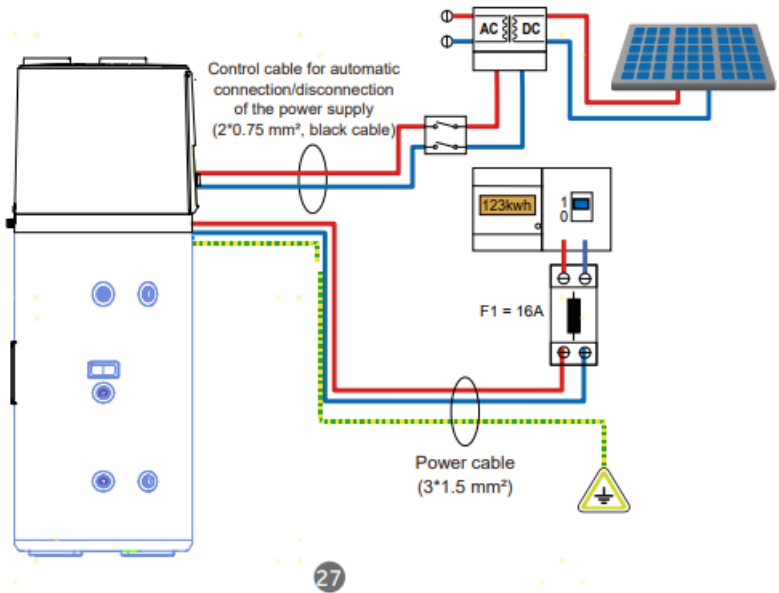 AC DC
Control cable for automatic
connection/disconnection
of the power supply
(2*0.75 mm², black cable)
123kwh
1
0
F1 = 16A
Power cable
(3*1.5 mm²)
27